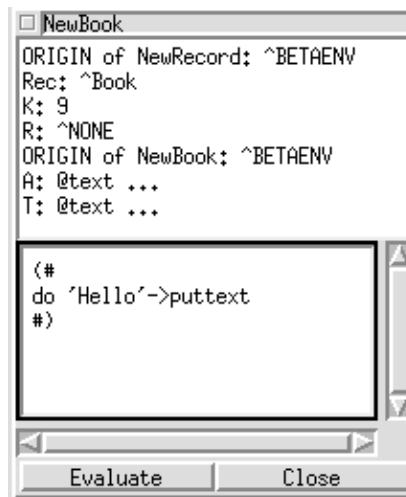 NewBook
ORIGIN of NewRecord: ^BETAENV
Rec: ^Book
K: 9
R: ^NONE
ORIGIN of NewBook: ^BETAENV
A: @text ...
T: @text ...
(#
do 'Hello'->puttext
#)
Evaluate Close